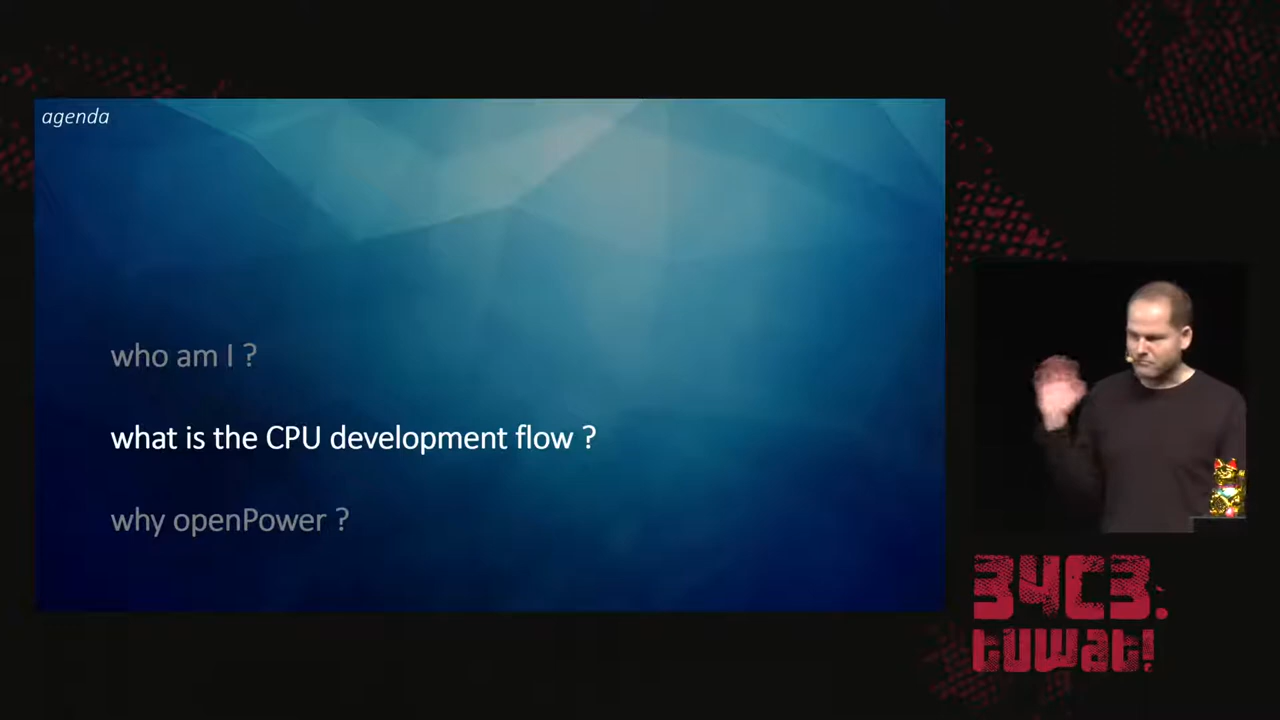 agenda
who am I ?
what is the CPU development flow ?
why openPower ?
34C3.
tuwat!